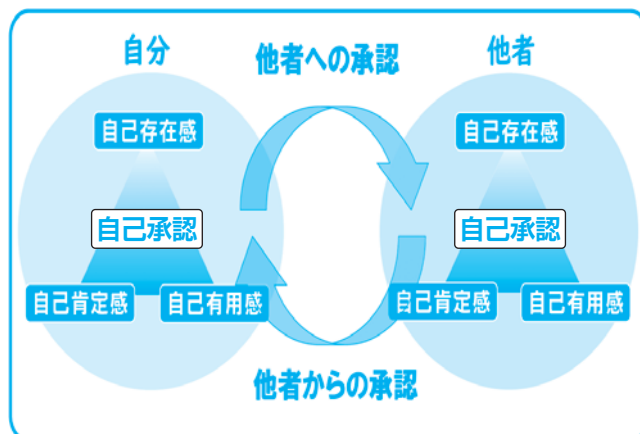 自分
他者への承認
他者
自己存在感
自己存在感
自己承認
自己承認
自己肯定感
自己有用感
自己肯定感
自己有用感
他者からの承認